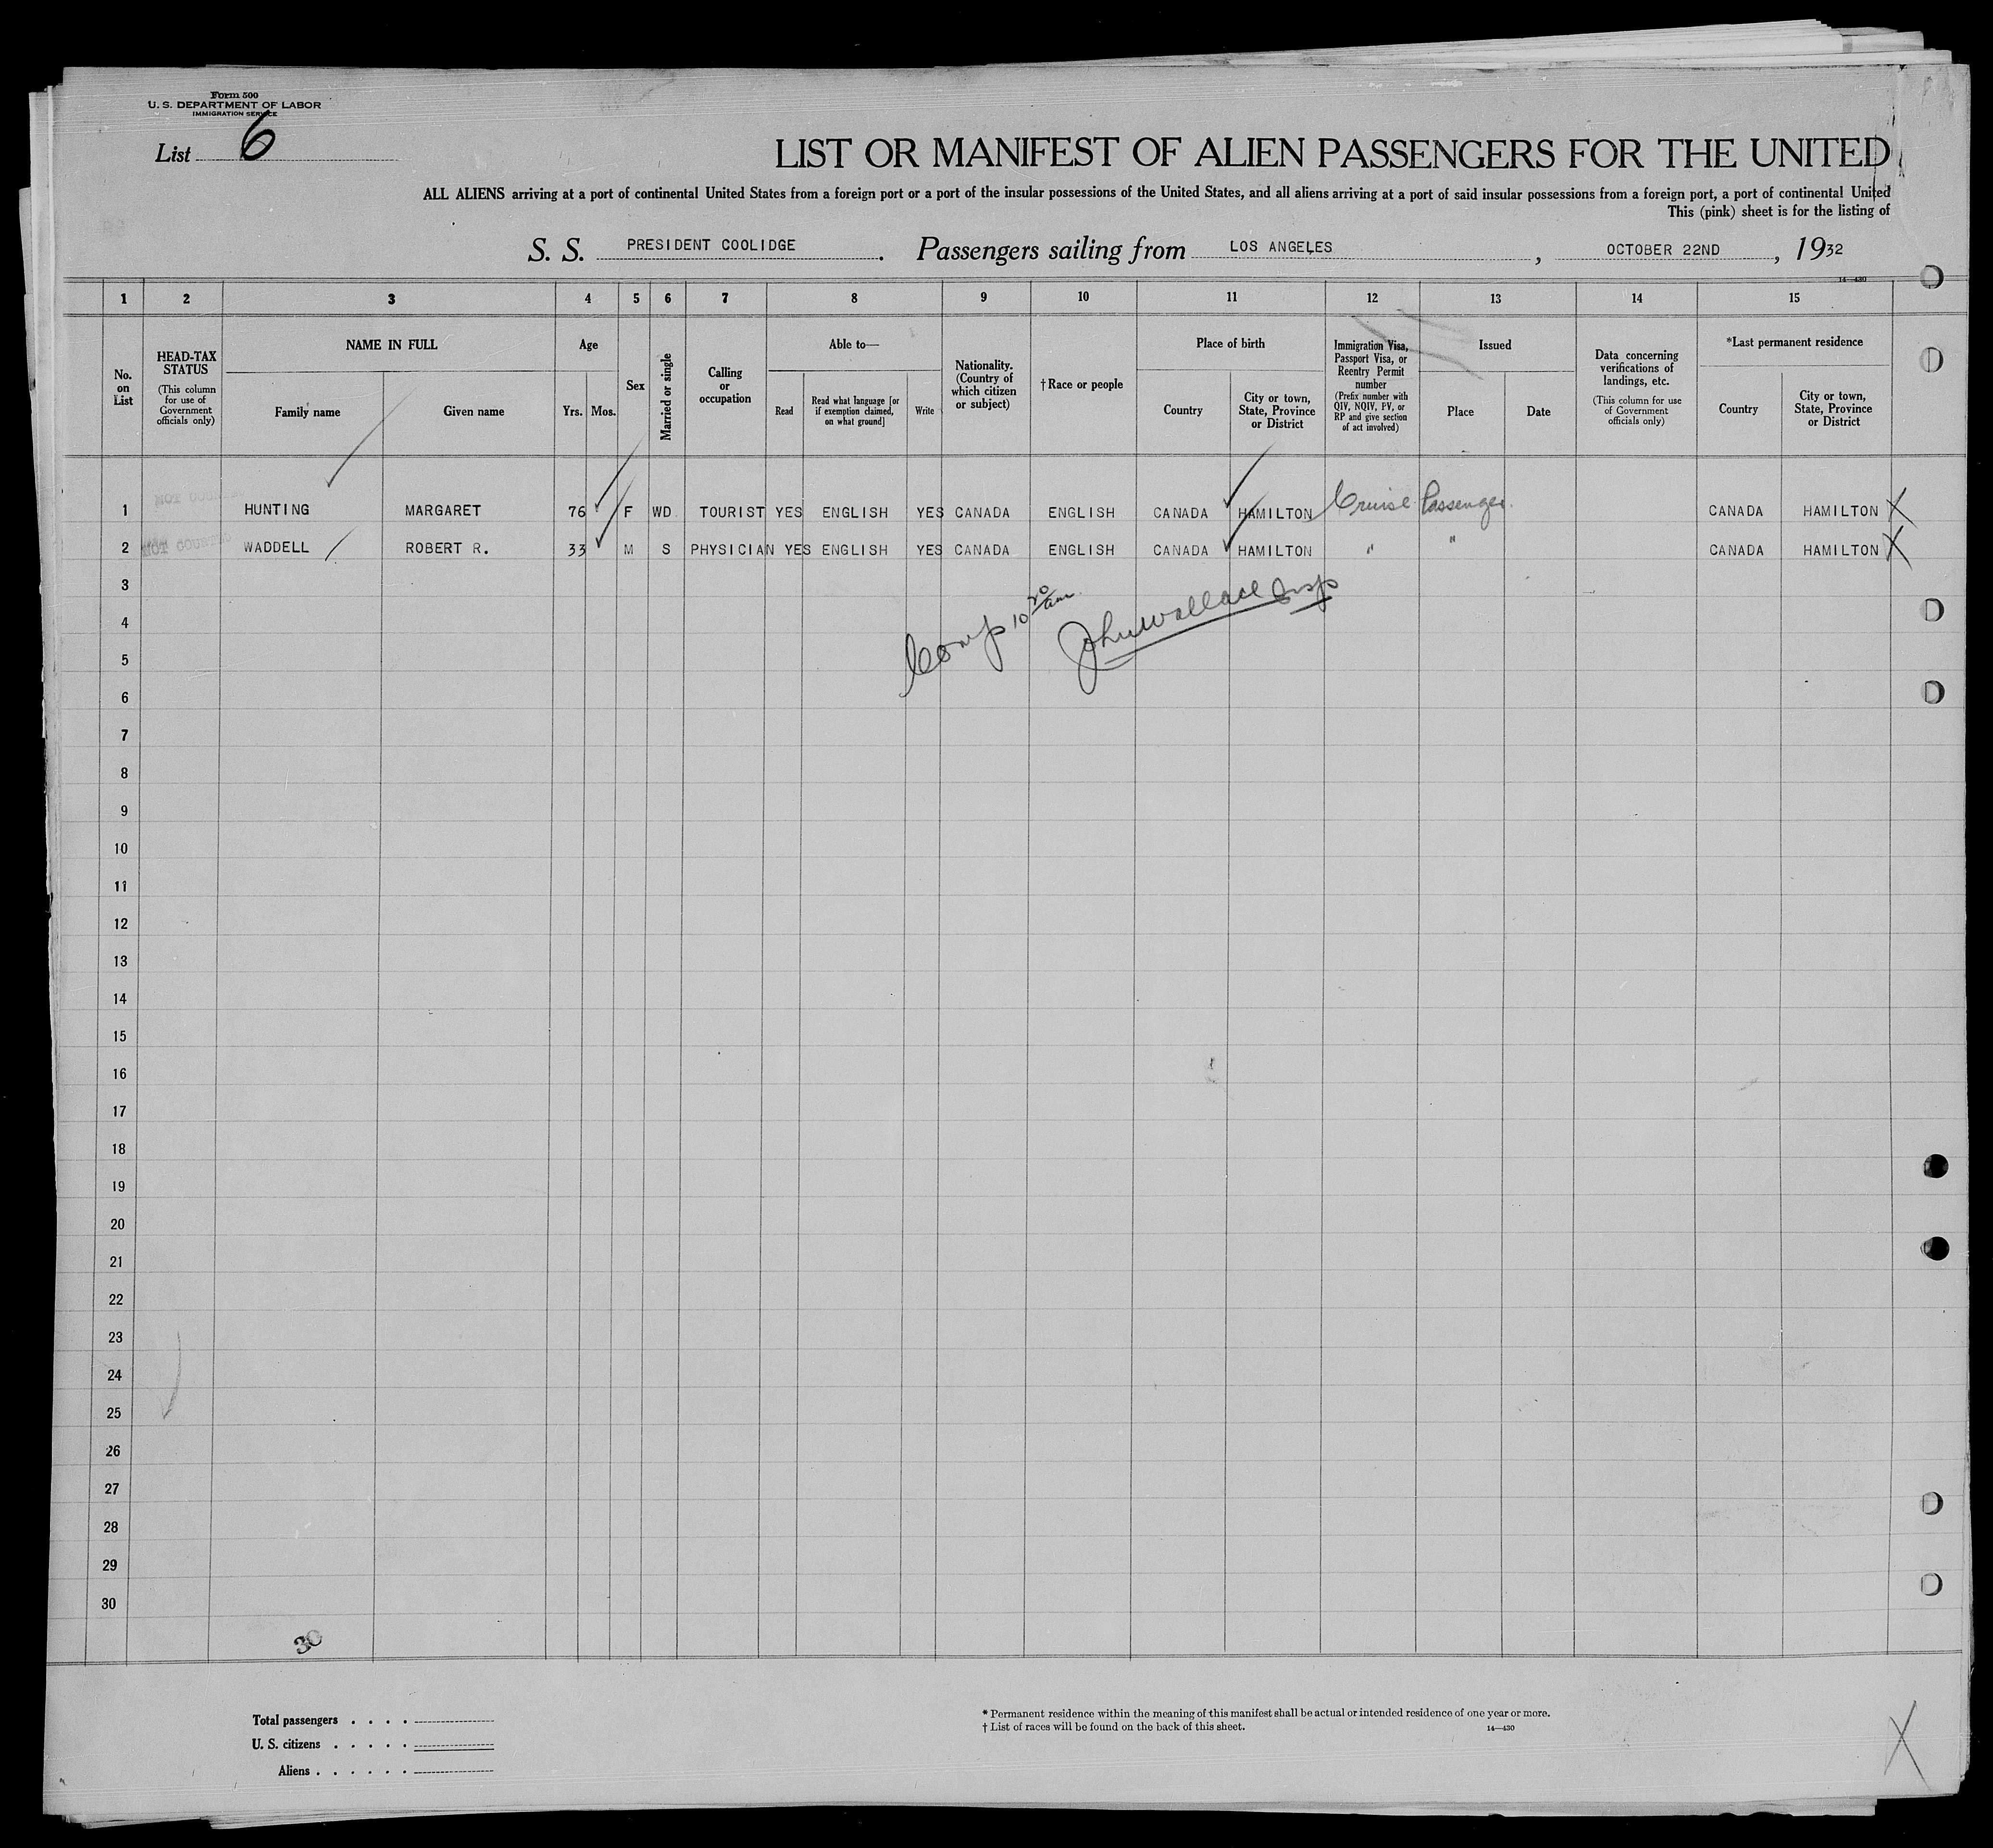 Form 500
U. S. DEPARTMENT OF LABOR
IMMIGRATION SERVICE
List 6
LIST OR MANIFEST OF ALIEN PASSENGERS FOR THE UNITED
ALL ALIENS arriving at a port of continental United States from a foreign port or a port of the insular possessions of the United States, and all aliens arriving at a port of said insular possessions from a foreign port, a port of continental United
This (pink) sheet is for the listing of
S. S. PRESIDENT COOLIDGE. Passengers sailing from LOS ANGELES, OCTOBER 22ND, 1932
14—430
1 2 3 4 5 6 7 8 9 10 11 12 13 14 15
No. on List
HEAD-TAX STATUS (This column for use of Government officials only)
NAME IN FULL
Family name
Given name
Age
Yrs. Mos.
Sex
Married or single
Calling or occupation
Able to—
Read
Read what language [or if exemption claimed, on what ground]
Write
Nationality. (Country of which citizen or subject)
†Race or people
Place of birth
Country
City or town, State, Province or District
Immigration Visa, Passport Visa, or Reentry Permit number (Prefix number with QIV, NQIV, PV, or RP and give section of act involved)
Issued
Place
Date
Data concerning verifications of landings, etc. (This column for use of Government officials only)
*Last permanent residence
Country
City or town, State, Province or District
1 HUNTING MARGARET 76 F WD TOURIST YES ENGLISH YES CANADA ENGLISH CANADA HAMILTON Cruise Passenger CANADA HAMILTON X
2 WADDELL ROBERT R. 33 M S PHYSICIAN YES ENGLISH YES CANADA ENGLISH CANADA HAMILTON " " CANADA HAMILTON X
3
4 Comp 10 20 am John Wallace Insp
5
6
7
8
9
10
11
12
13
14
15
16
17
18
19
20
21
22
23
24
25
26
27
28
29
30
30
Total passengers . . . .
U. S. citizens . . . . .
Aliens . . . . . .
* Permanent residence within the meaning of this manifest shall be actual or intended residence of one year or more.
† List of races will be found on the back of this sheet. 14—430
X